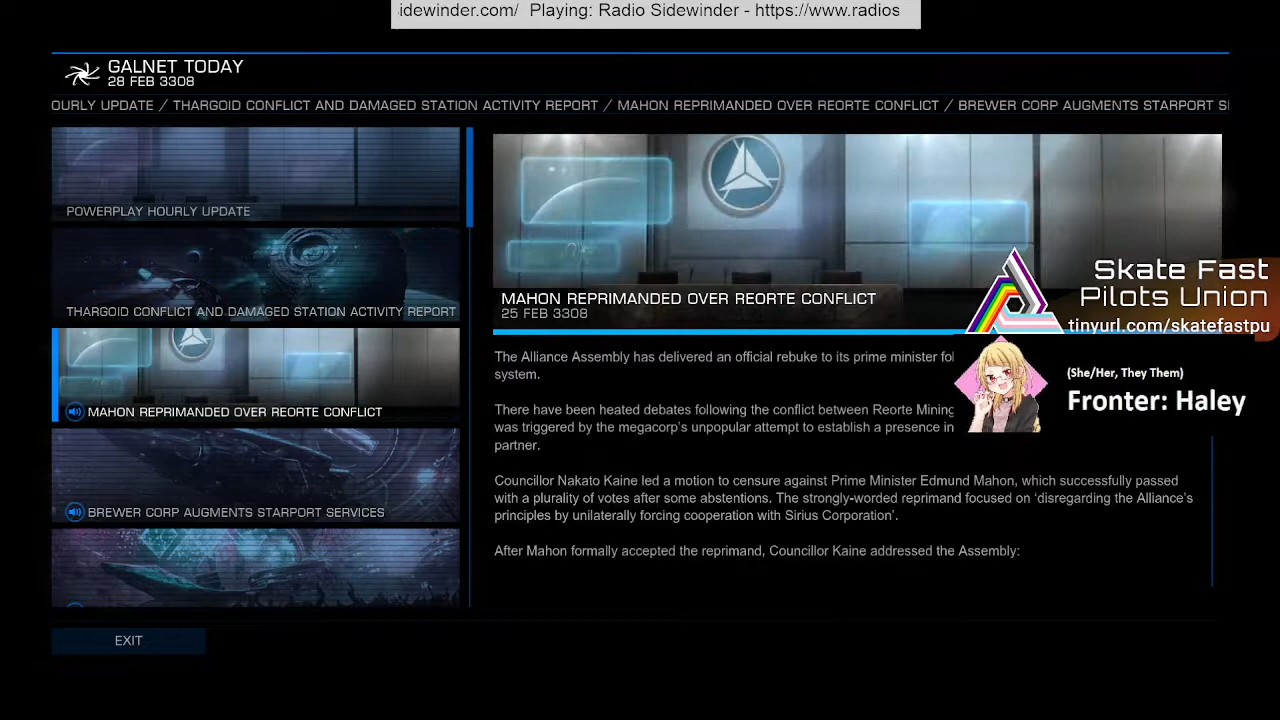 idewinder.com/ Playing: Radio Sidewinder - https://www.radios
GALNET TODAY
28 FEB 3308
OURLY UPDATE / THARGOID CONFLICT AND DAMAGED STATION ACTIVITY REPORT / MAHON REPRIMANDED OVER REORTE CONFLICT / BREWER CORP AUGMENTS STARPORT S
POWERPLAY HOURLY UPDATE
THARGOID CONFLICT AND DAMAGED STATION ACTIVITY REPORT
MAHON REPRIMANDED OVER REORTE CONFLICT
BREWER CORP AUGMENTS STARPORT SERVICES
MAHON REPRIMANDED OVER REORTE CONFLICT
25 FEB 3308
The Alliance Assembly has delivered an official rebuke to its prime minister fol
system.
There have been heated debates following the conflict between Reorte Mining
was triggered by the megacorp's unpopular attempt to establish a presence in
partner.
Councillor Nakato Kaine led a motion to censure against Prime Minister Edmund Mahon, which successfully passed
with a plurality of votes after some abstentions. The strongly-worded reprimand focused on ‘disregarding the Alliance's
principles by unilaterally forcing cooperation with Sirius Corporation’.
After Mahon formally accepted the reprimand, Councillor Kaine addressed the Assembly:
Skate Fast
Pilots Union
tinyurl.com/skatefastpu
(She/Her, They Them)
Fronter: Haley
EXIT